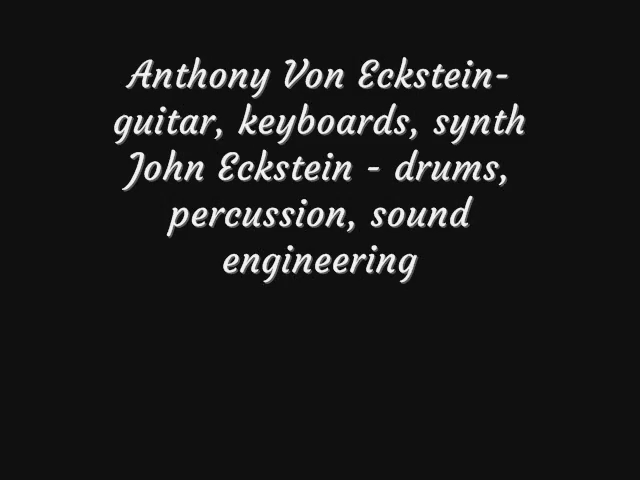 Anthony Von Eckstein-
guitar, keyboards, synth
John Eckstein - drums,
percussion, sound
engineering